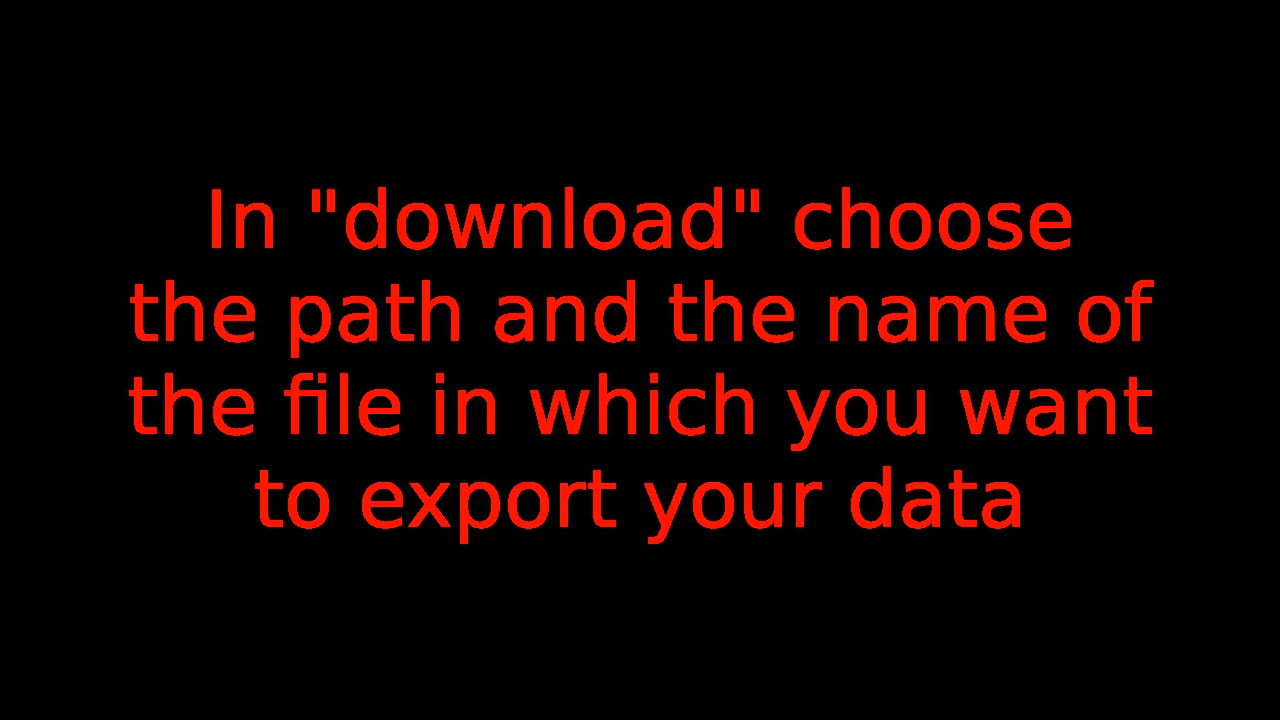 In "download" choose
the path and the name of
the file in which you want
to export your data